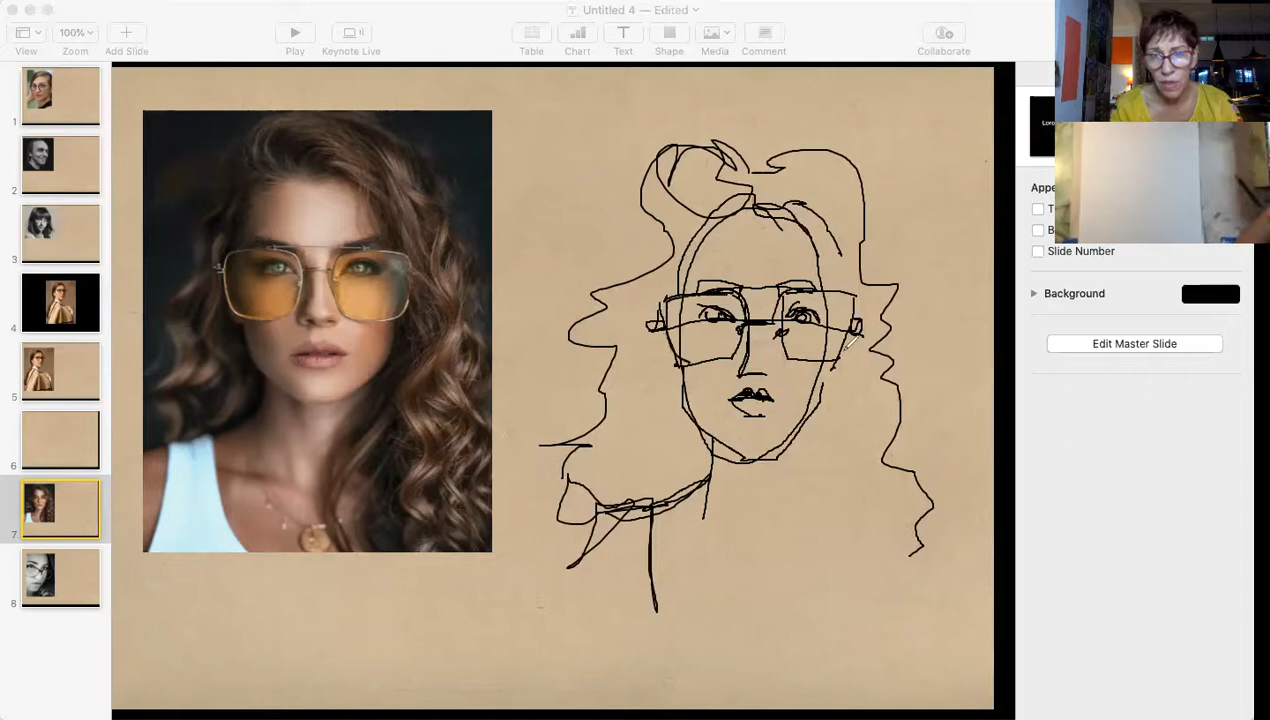 Untitled 4 — Edited
100%
View
Zoom
Add Slide
Play
Keynote Live
Table
Chart
Text
Shape
Media
Comment
Collaborate
1
2
3
4
5
6
7
8
Appe
T
B
Slide Number
Background
Edit Master Slide